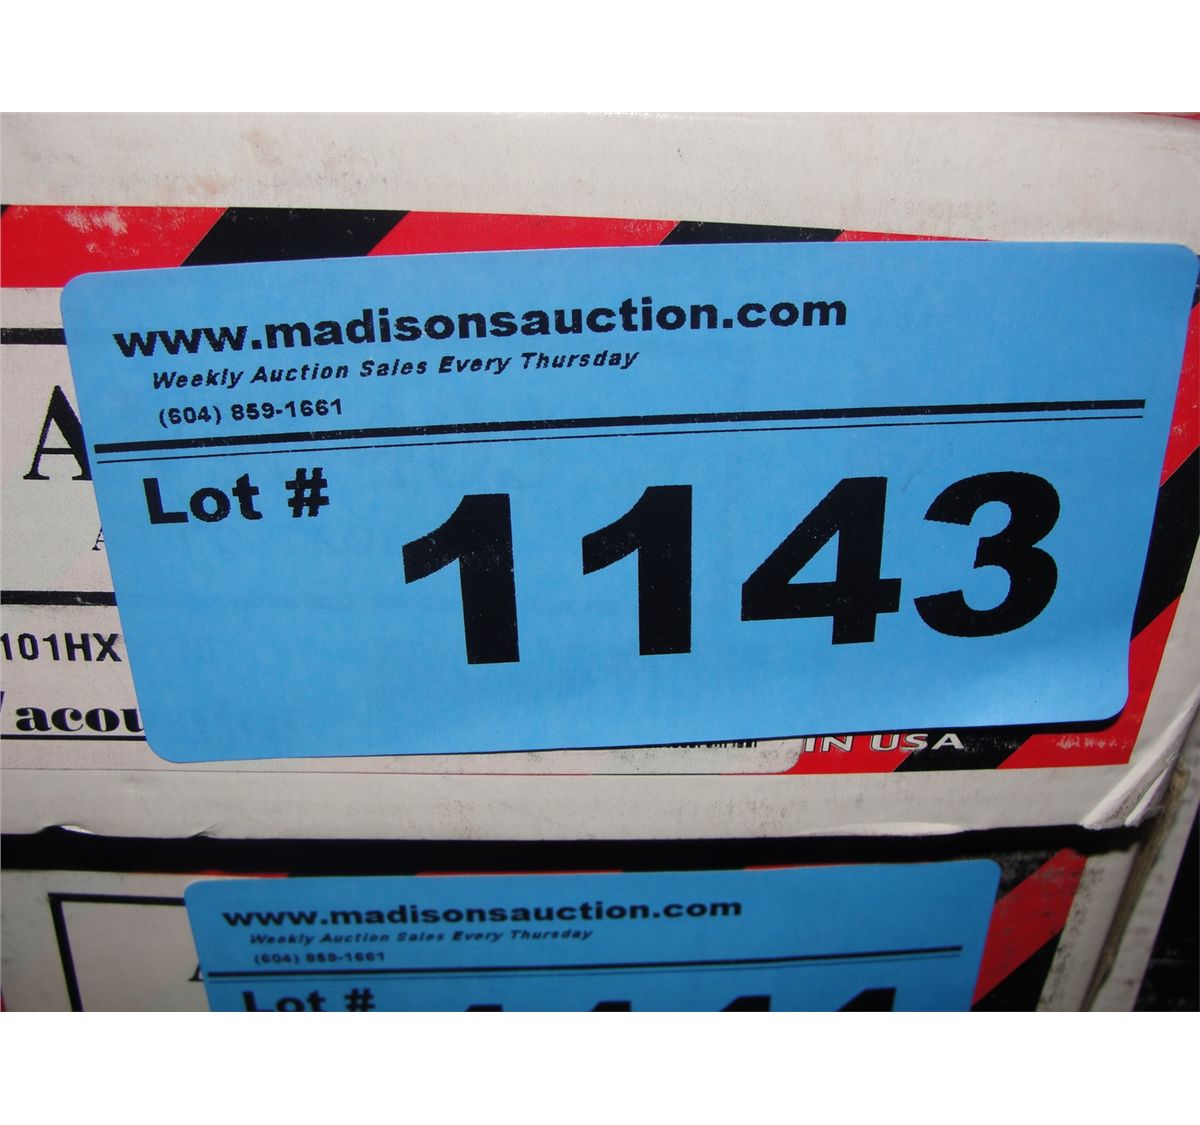 www.madisonsauction.com
Weekly Auction Sales Every Thursday
(604) 859-1661
Lot # 1143
A
A
101HX
acou
IN USA
www.madisonsauction.com
Weekly Auction Sales Every Thursday
(604) 859-1661
Lot #